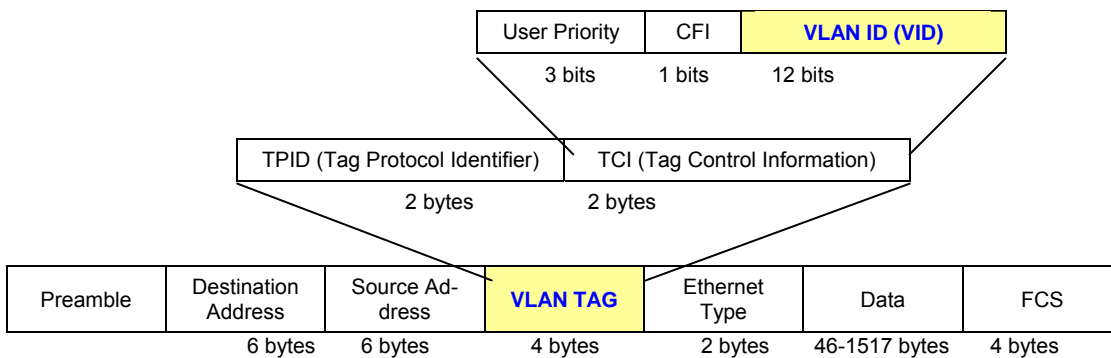 User Priority CFI VLAN ID (VID)
3 bits 1 bits 12 bits
TPID (Tag Protocol Identifier) TCI (Tag Control Information)
2 bytes 2 bytes
Preamble
Destination
Address
Source Ad-
dress
VLAN TAG
Ethernet
Type
Data
FCS
6 bytes 6 bytes 4 bytes 2 bytes 46-1517 bytes 4 bytes